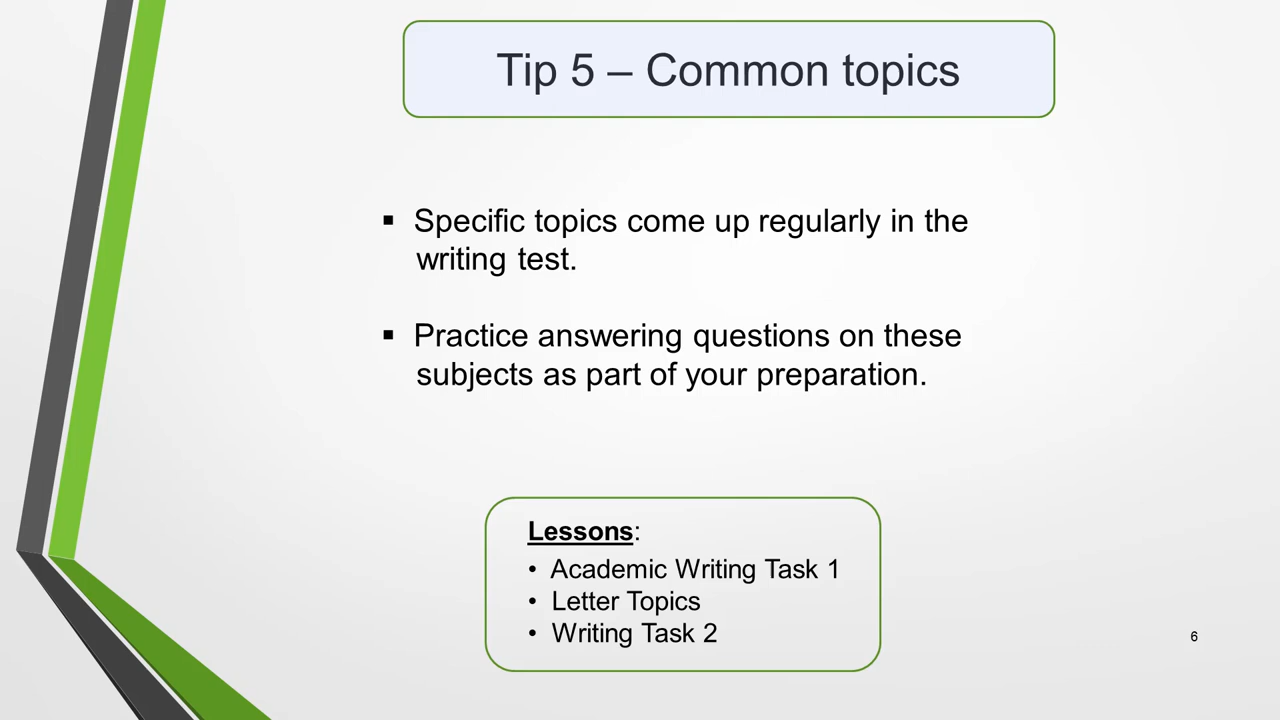 Tip 5 – Common topics
▪ Specific topics come up regularly in the
writing test.
▪ Practice answering questions on these
subjects as part of your preparation.
Lessons:
• Academic Writing Task 1
• Letter Topics
• Writing Task 2
6